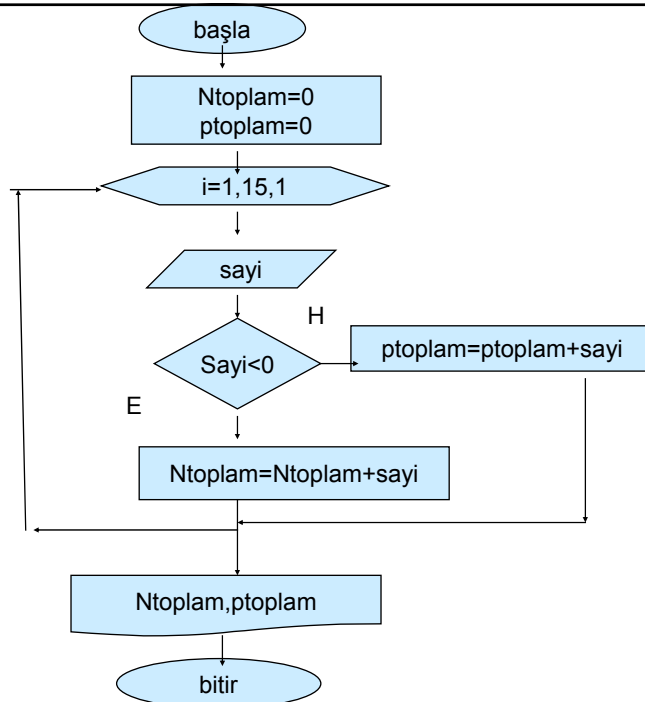 başla
Ntoplam=0
ptoplam=0
i=1,15,1
sayi
H
Sayi<0
ptoplam=ptoplam+sayi
E
Ntoplam=Ntoplam+sayi
Ntoplam,ptoplam
bitir